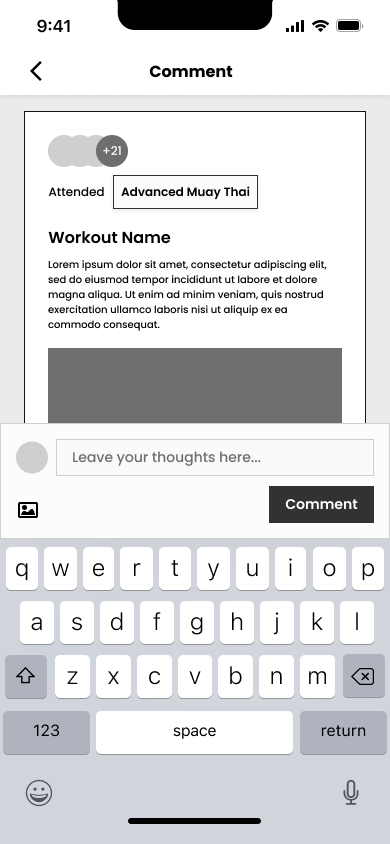 9:41
Comment
+21
Attended Advanced Muay Thai
Workout Name
Lorem ipsum dolor sit amet, consectetur adipiscing elit,
sed do eiusmod tempor incididunt ut labore et dolore
magna aliqua. Ut enim ad minim veniam, quis nostrud
exercitation ullamco laboris nisi ut aliquip ex ea
commodo consequat.
Leave your thoughts here...
Comment
q w e r t y u i o p
a s d f g h j k l
z x c v b n m
123 space return